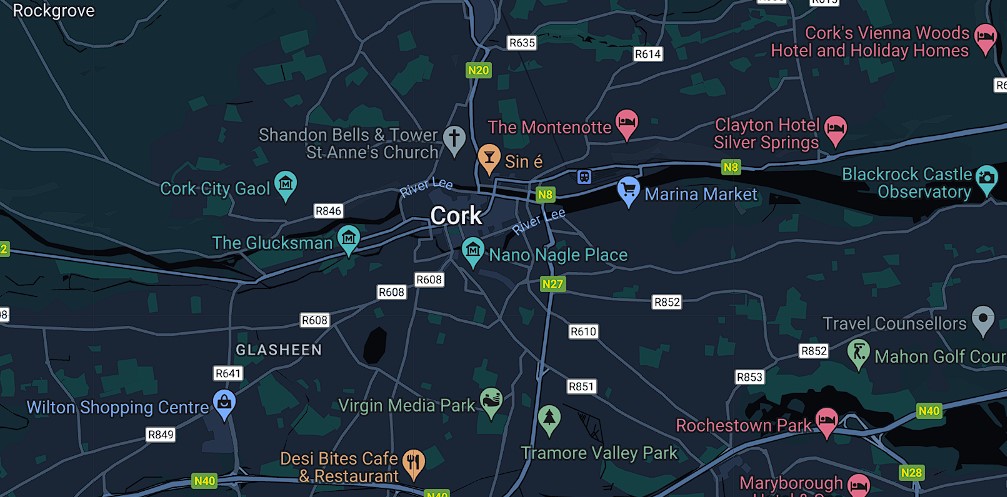 Rockgrove
R635
R614
Cork's Vienna Woods
Hotel and Holiday Homes
N20
Shandon Bells & Tower
St Anne's Church
The Montenotte
Clayton Hotel
Silver Springs
Sin é
N8
Cork City Gaol
River Lee
N8
Marina Market
Blackrock Castle
Observatory
R846
Cork
River Lee
The Glucksman
Nano Nagle Place
R608
N27
R608
R852
R608
R610
Travel Counsellors
GLASHEEN
R852
Mahon Golf Cour
R641
R851
R853
Wilton Shopping Centre
Virgin Media Park
N40
R849
Rochestown Park
Tramore Valley Park
Desi Bites Cafe
& Restaurant
N40
N28
Maryborough
N40